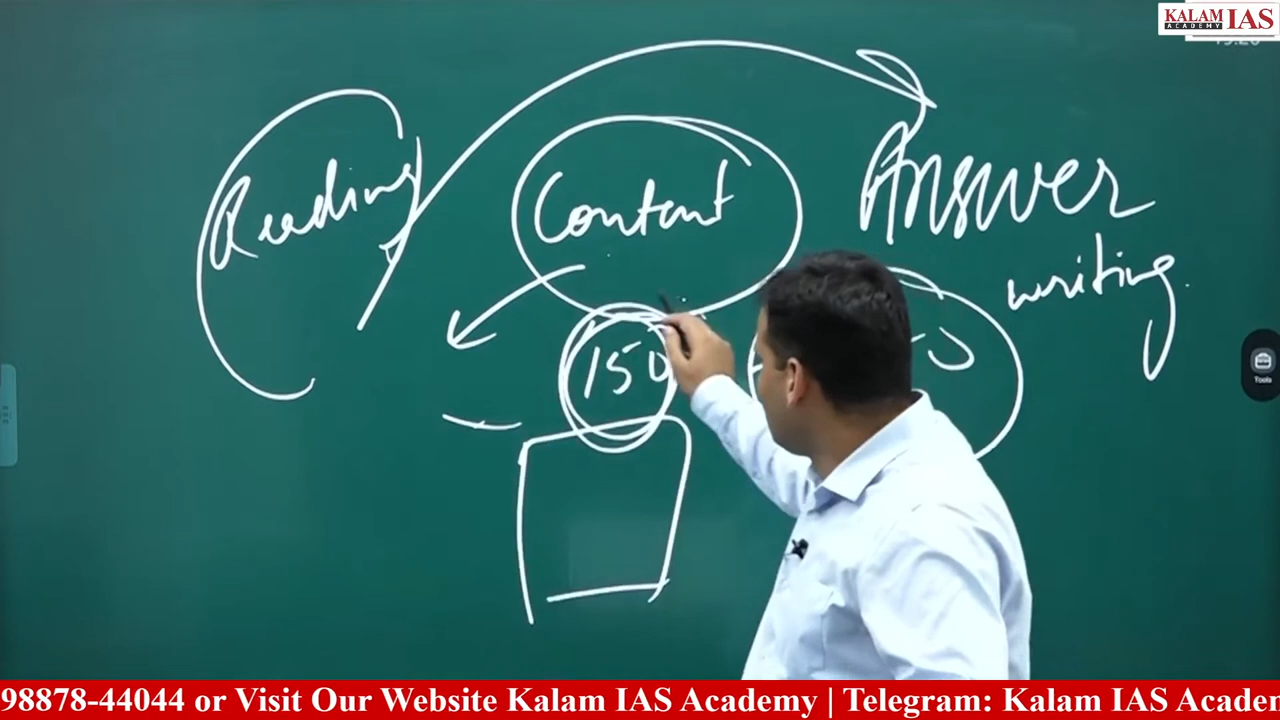 KALAM IAS
ACADEMY
Reading
Content
Answer
writing
150
Tools
98878-44044 or Visit Our Website Kalam IAS Academy | Telegram: Kalam IAS Acader